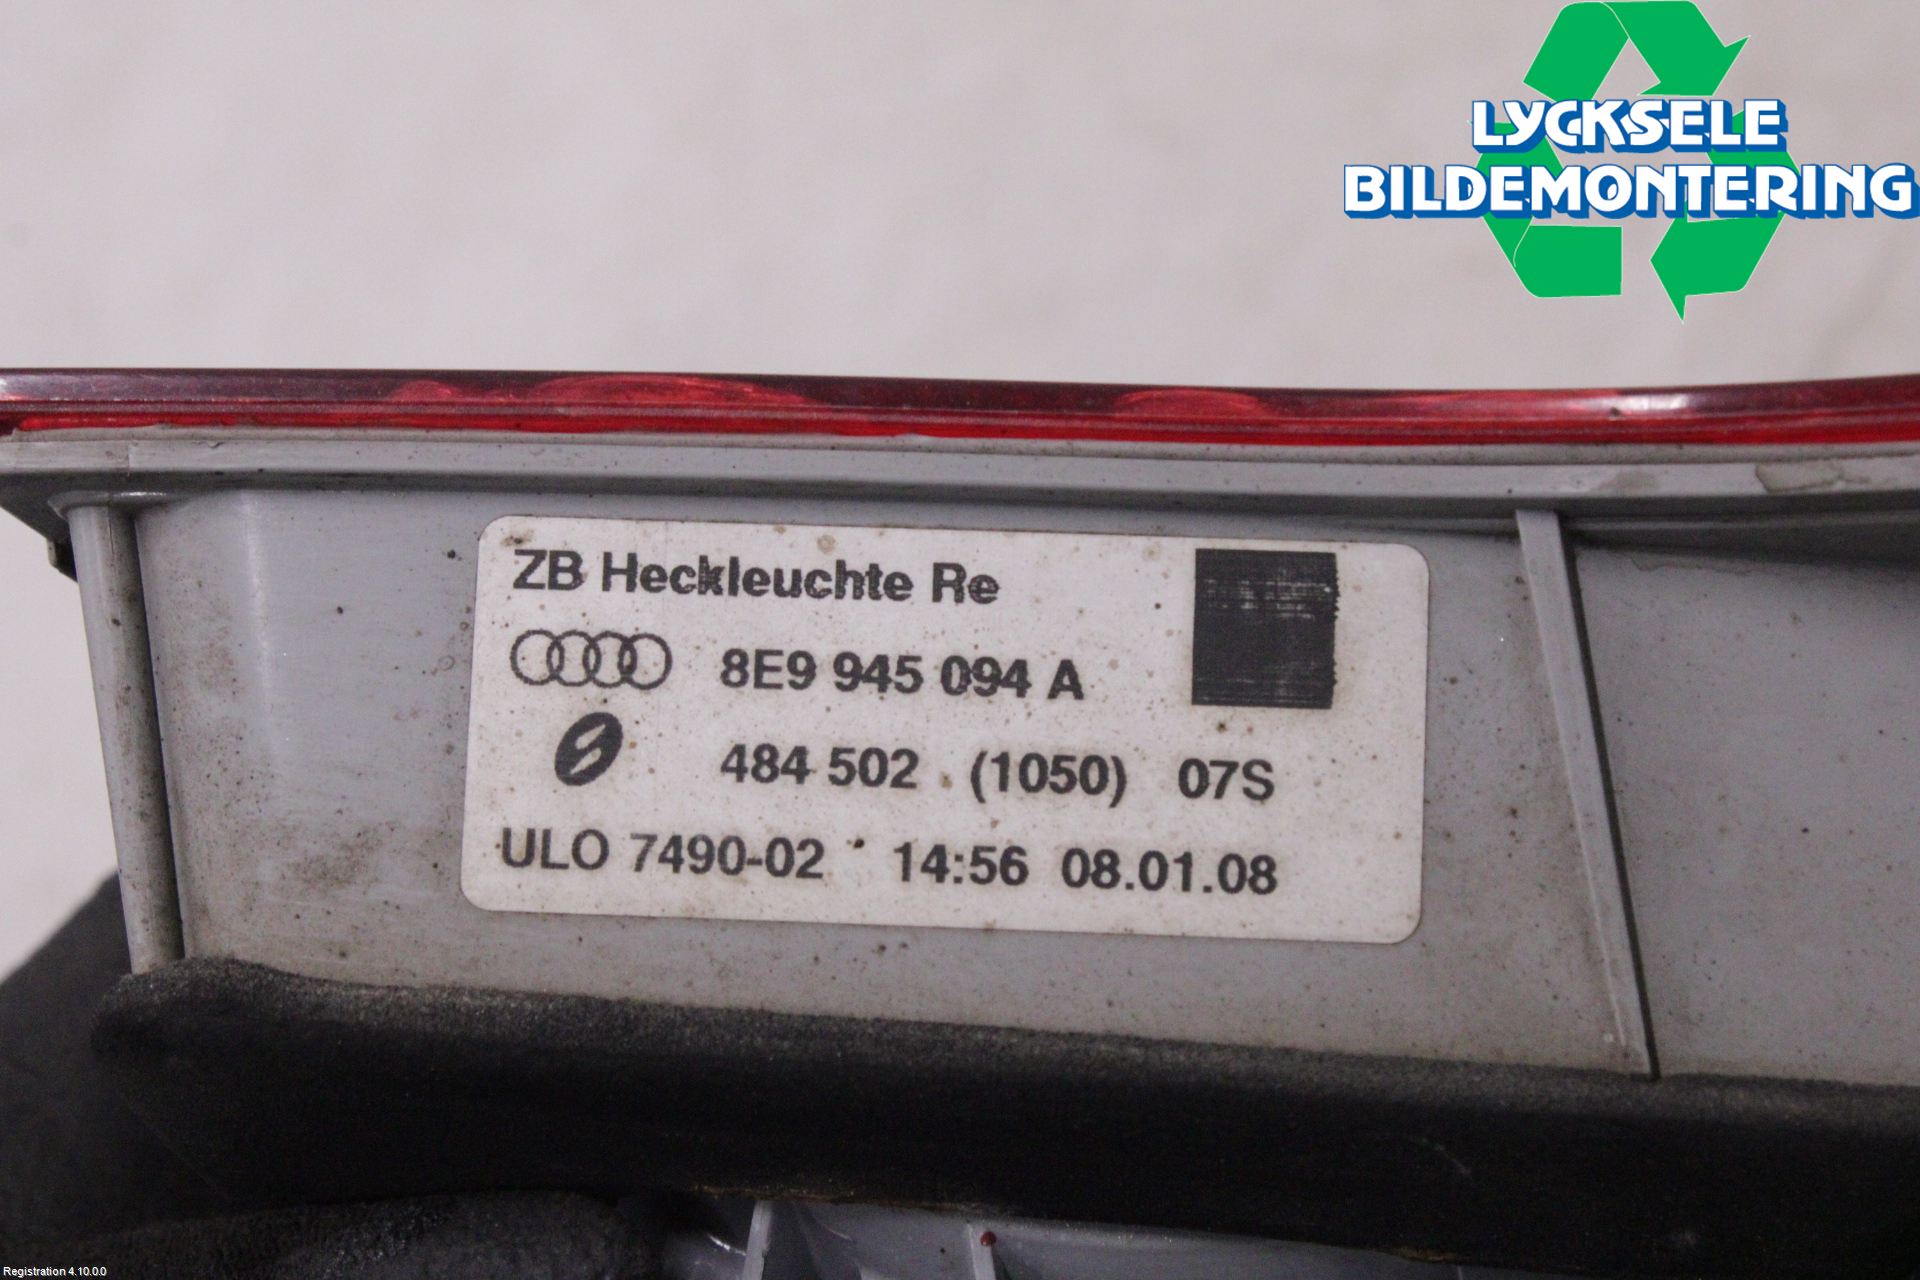 LYCKSELE
BILDEMONTERING
ZB Heckleuchte Re
8E9 945 094 A
484 502 (1050) 07S
ULO 7490-02 14:56 08.01.08
Registration 4.10.0.0